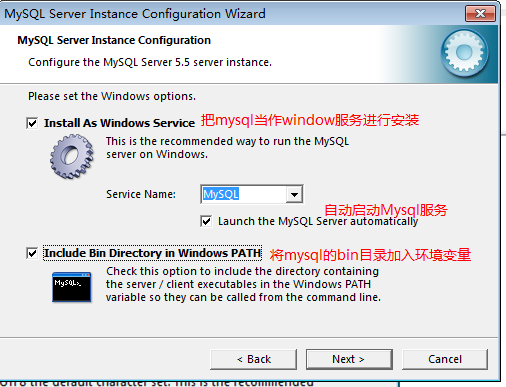 MySQL Server Instance Configuration Wizard
MySQL Server Instance Configuration
Configure the MySQL Server 5.5 server instance.
Please set the Windows options.
Install As Windows Service 把mysql当作window服务进行安装
This is the recommended way to run the MySQL
server on Windows.
Service Name: MySQL
自动启动Mysql服务
Launch the MySQL Server automatically
Include Bin Directory in Windows PATH 将mysql的bin目录加入环境变量
Check this option to include the directory containing
the server / client executables in the Windows PATH
variable so they can be called from the command line.
MySQL>_
< Back Next > Cancel
the default character set. This is the recommended